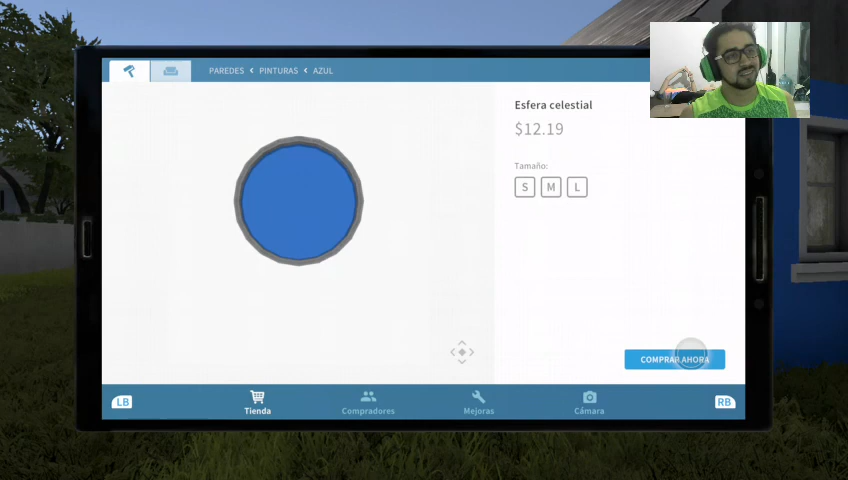 PAREDES < PINTURAS < AZUL
Esfera celestial
$12.19
Tamaño:
S M L
COMPRAR AHORA
LB
Tienda
Compradores
Mejoras
Cámara
RB